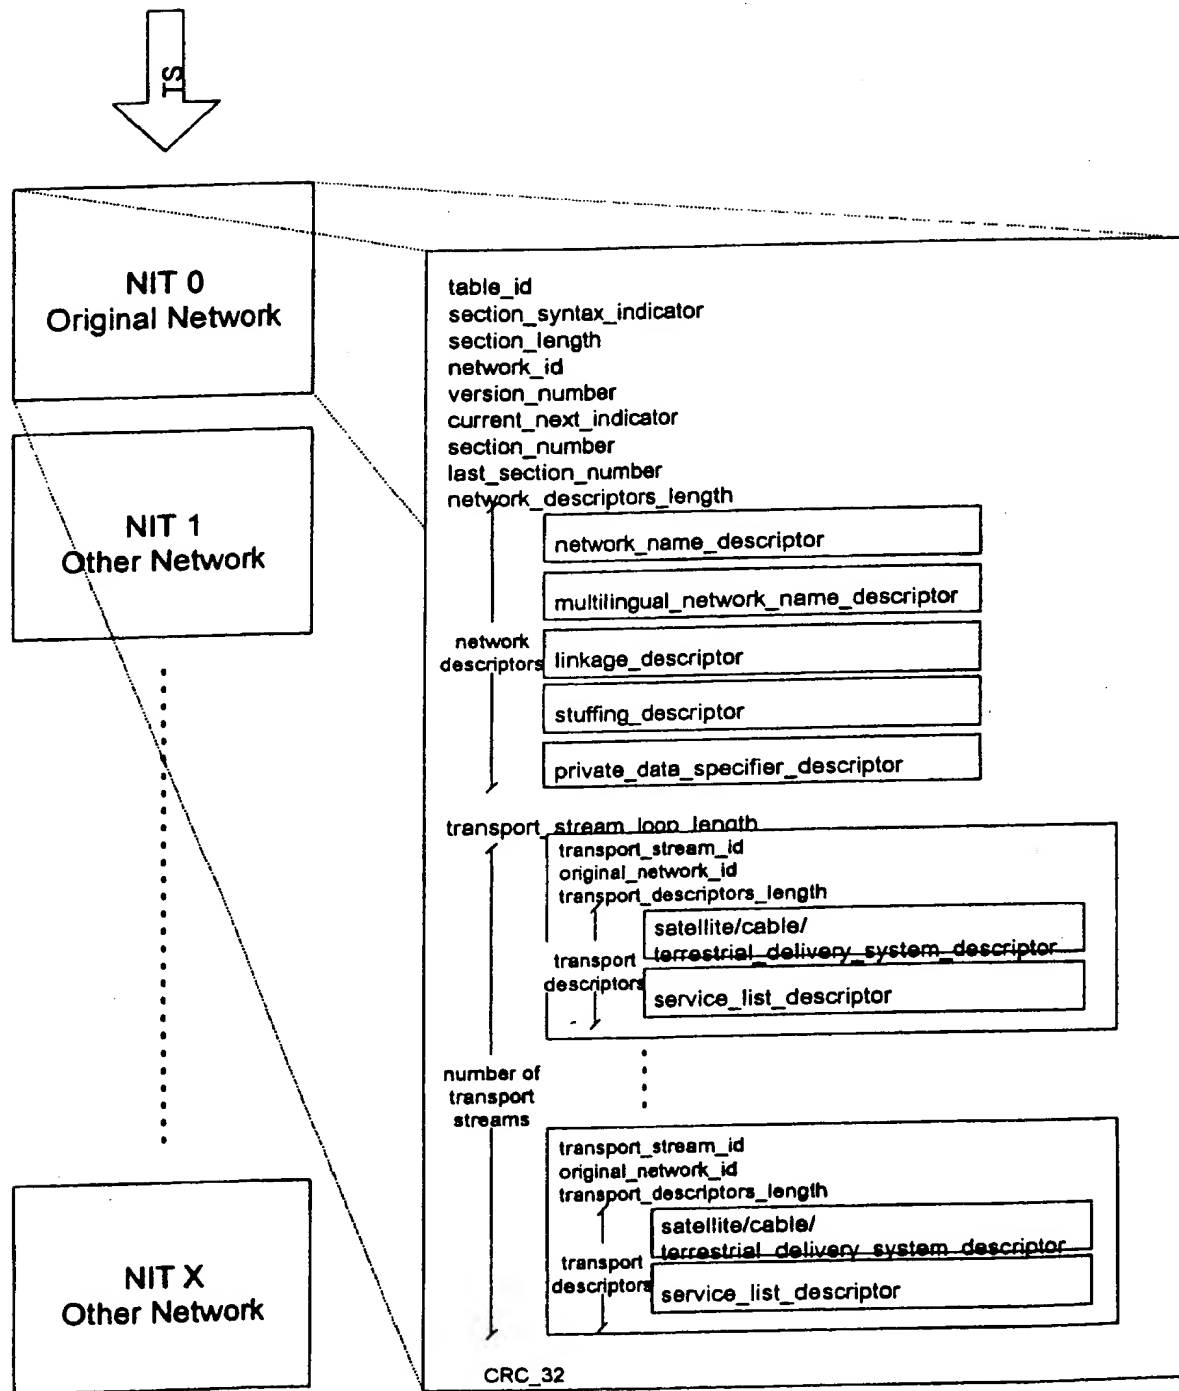 TS
NIT 0
Original Network
NIT 1
Other Network
NIT X
Other Network
table_id
section_syntax_indicator
section_length
network_id
version_number
current_next_indicator
section_number
last_section_number
network_descriptors_length
network
descriptors
network_name_descriptor
multilingual_network_name_descriptor
linkage_descriptor
stuffing_descriptor
private_data_specifier_descriptor
transport_stream_loop_length
number of
transport
streams
transport_stream_id
original_network_id
transport_descriptors_length
transport
descriptors
satellite/cable/
terrestrial_delivery_system_descriptor
service_list_descriptor
transport_stream_id
original_network_id
transport_descriptors_length
transport
descriptors
satellite/cable/
terrestrial_delivery_system_descriptor
service_list_descriptor
CRC_32